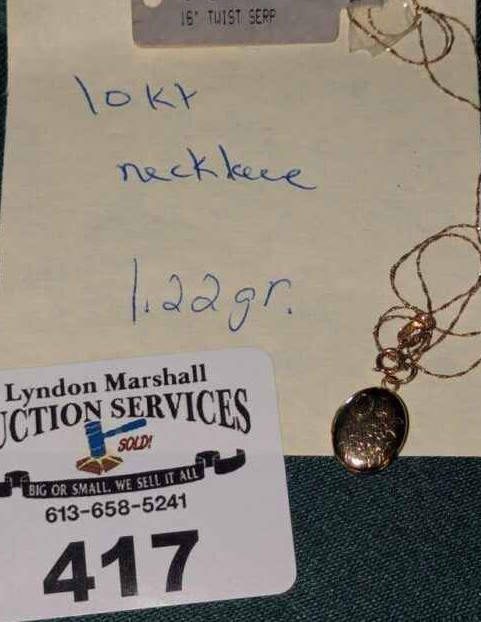 16" TWIST SERP
10KT
necklace
1.22gr.
Lyndon Marshall
UCTION SERVICES
SOLD!
BIG OR SMALL, WE SELL IT ALL
613-658-5241
417